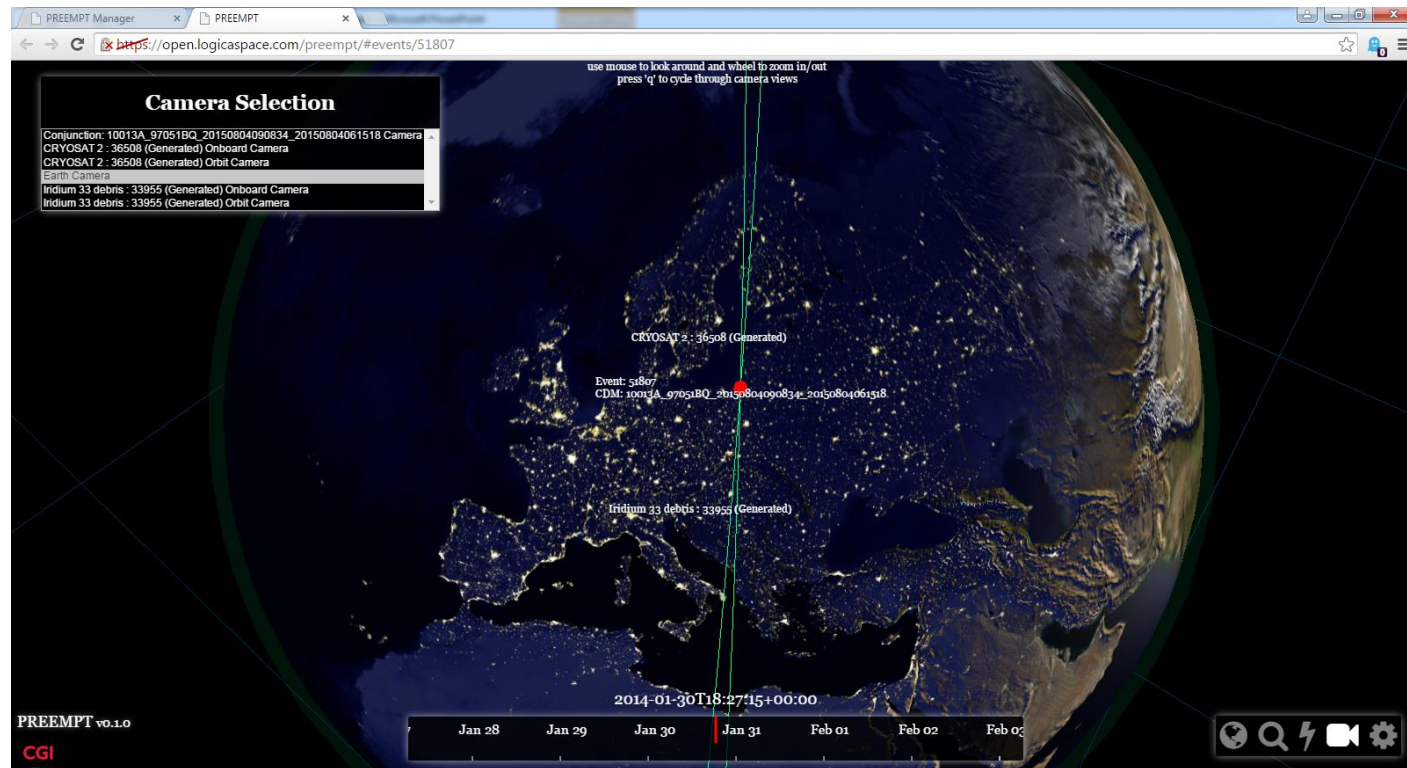 PREEMPT Manager
PREEMPT
https://open.logicaspace.com/preempt/#events/51807
0
use mouse to look around and wheel to zoom in/out
press 'q' to cycle through camera views
Camera Selection
Conjunction: 10013A_97051BQ_20150804090834_20150804061518 Camera
CRYOSAT 2 : 36508 (Generated) Onboard Camera
CRYOSAT 2 : 36508 (Generated) Orbit Camera
Earth Camera
Iridium 33 debris : 33955 (Generated) Onboard Camera
Iridium 33 debris : 33955 (Generated) Orbit Camera
CRYOSAT 2 : 36508 (Generated)
Event: 51807
CDM: 10013A_97051BQ_20150804090834_20150804061518
Iridium 33 debris : 33955 (Generated)
2014-01-30T18:27:15+00:00
Jan 28 Jan 29 Jan 30 Jan 31 Feb 01 Feb 02 Feb 03
PREEMPT v0.1.0
CGI